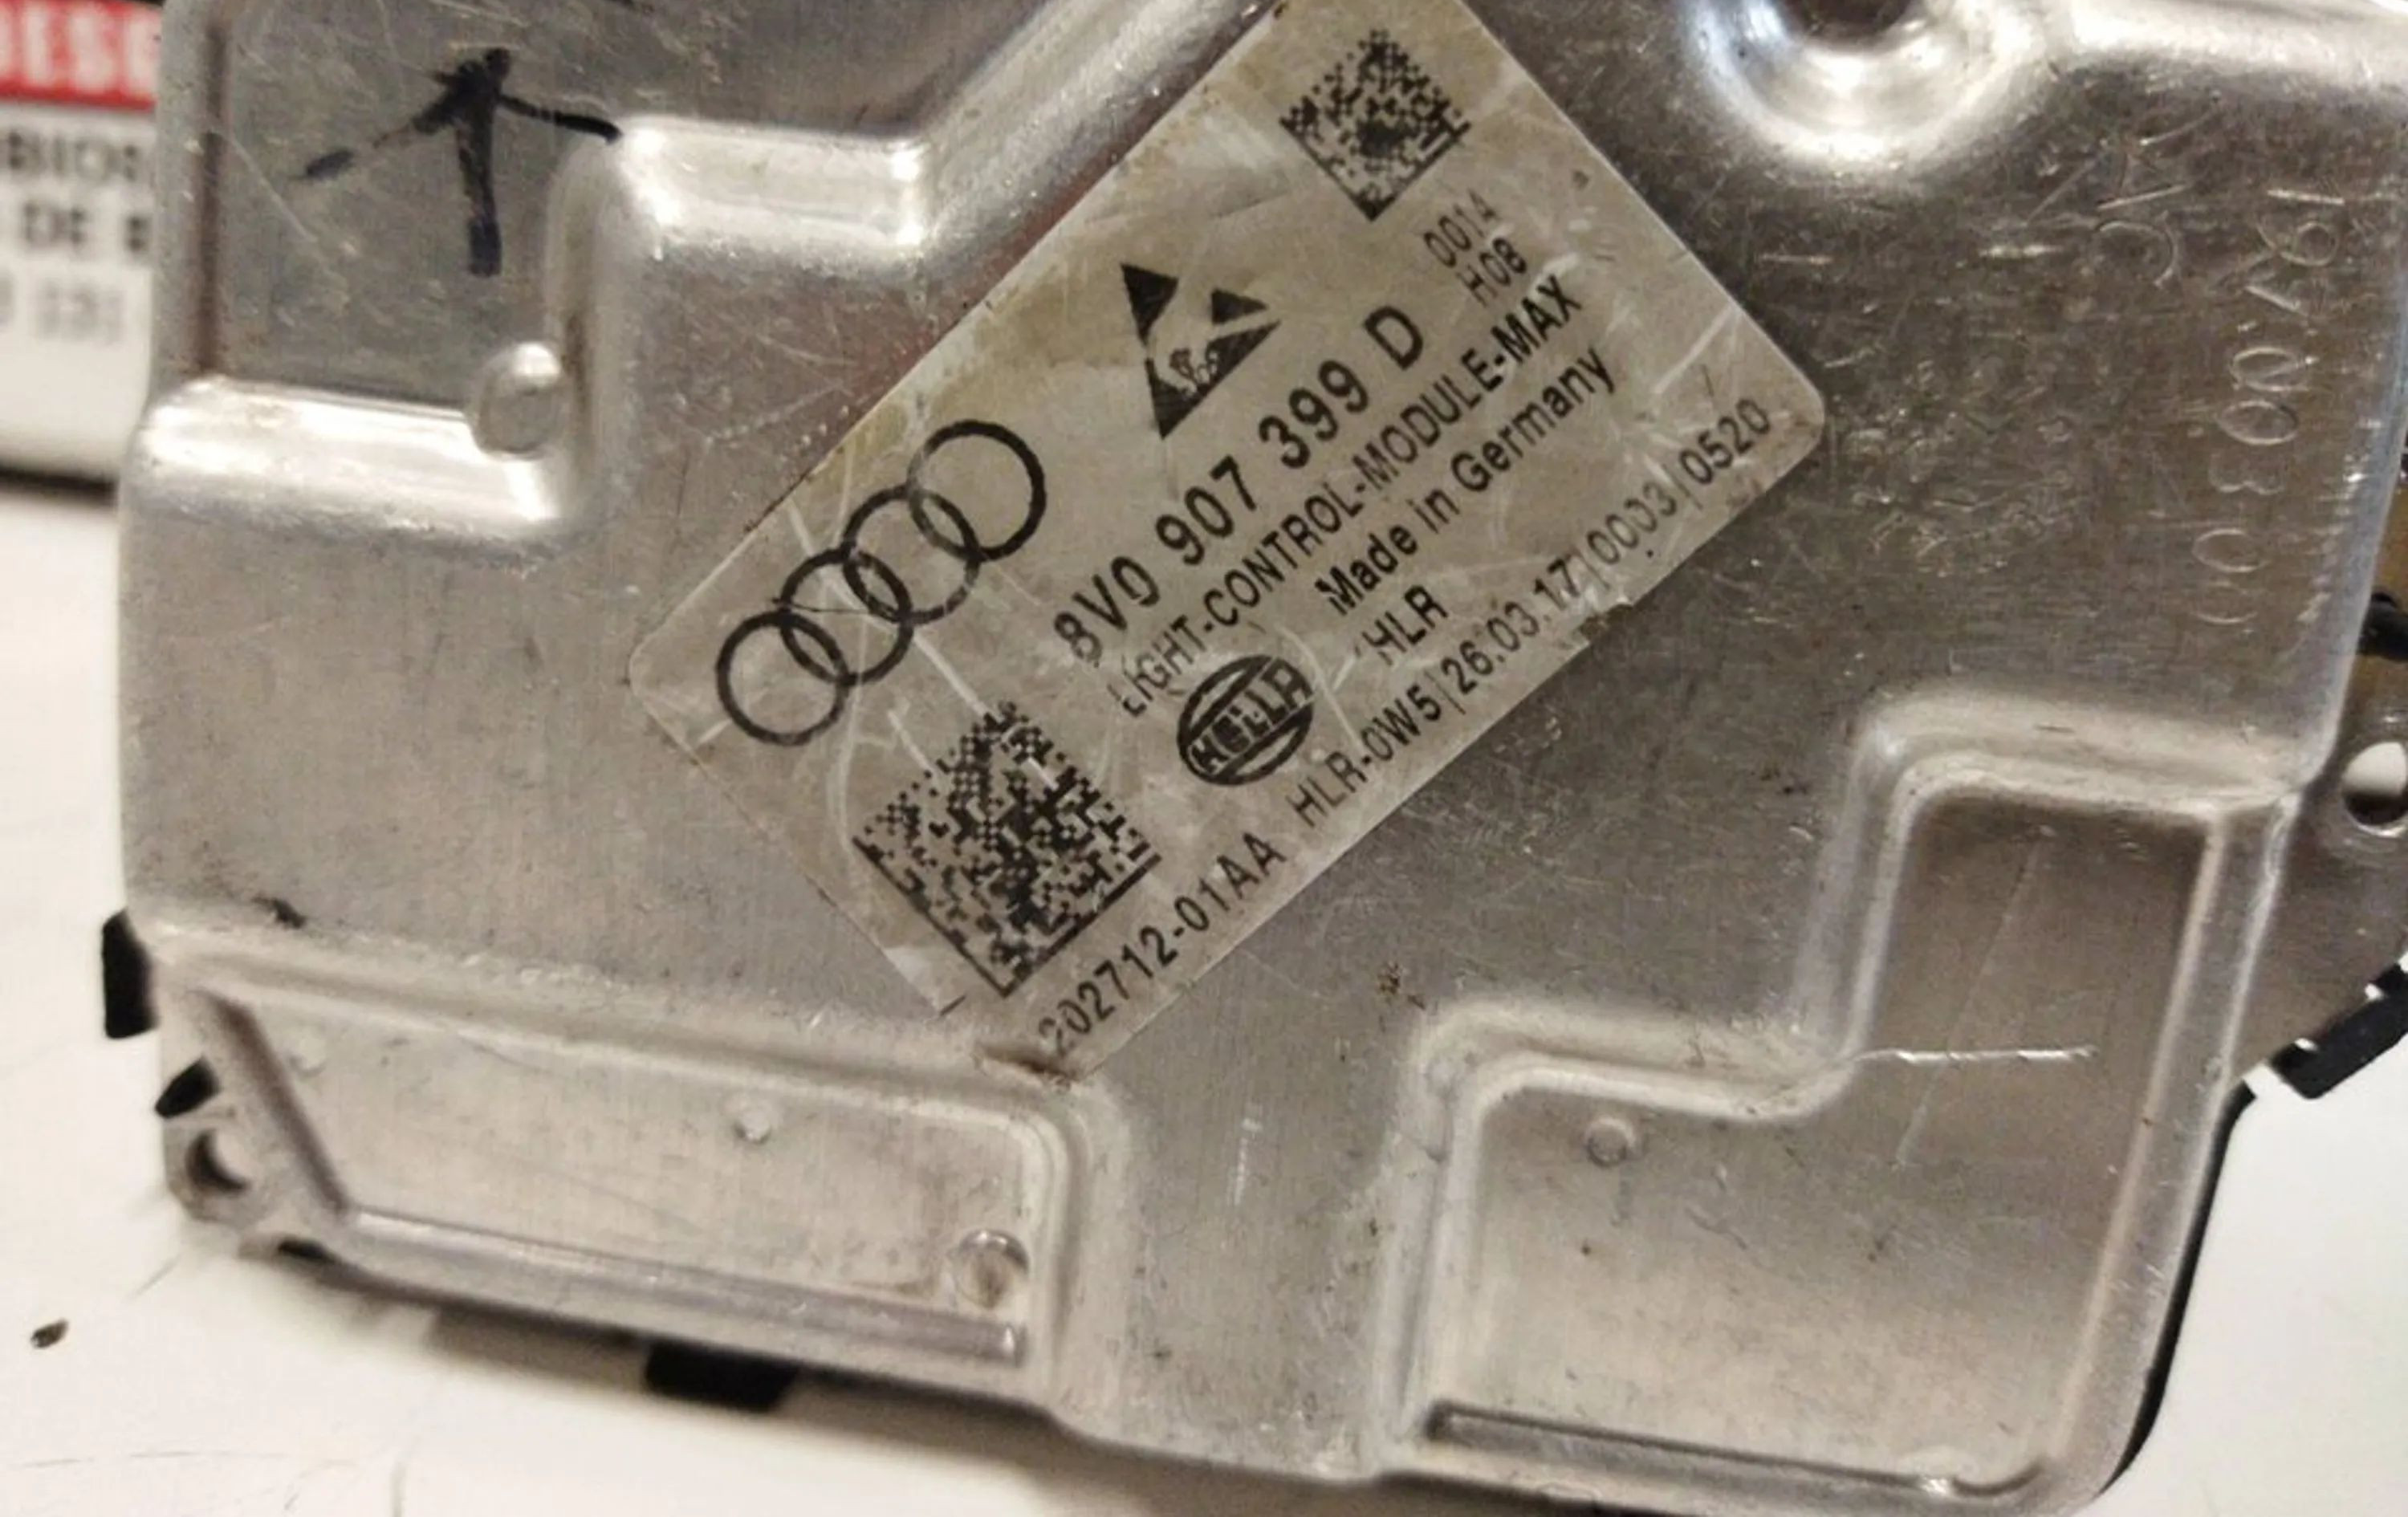 0014
H08
8V0 907 399 D
LIGHT-CONTROL-MODULE-MAX
Made in Germany
HELLA
HLR
202712-01AA HLR-0W5|26.03.17|0003|0520
DE